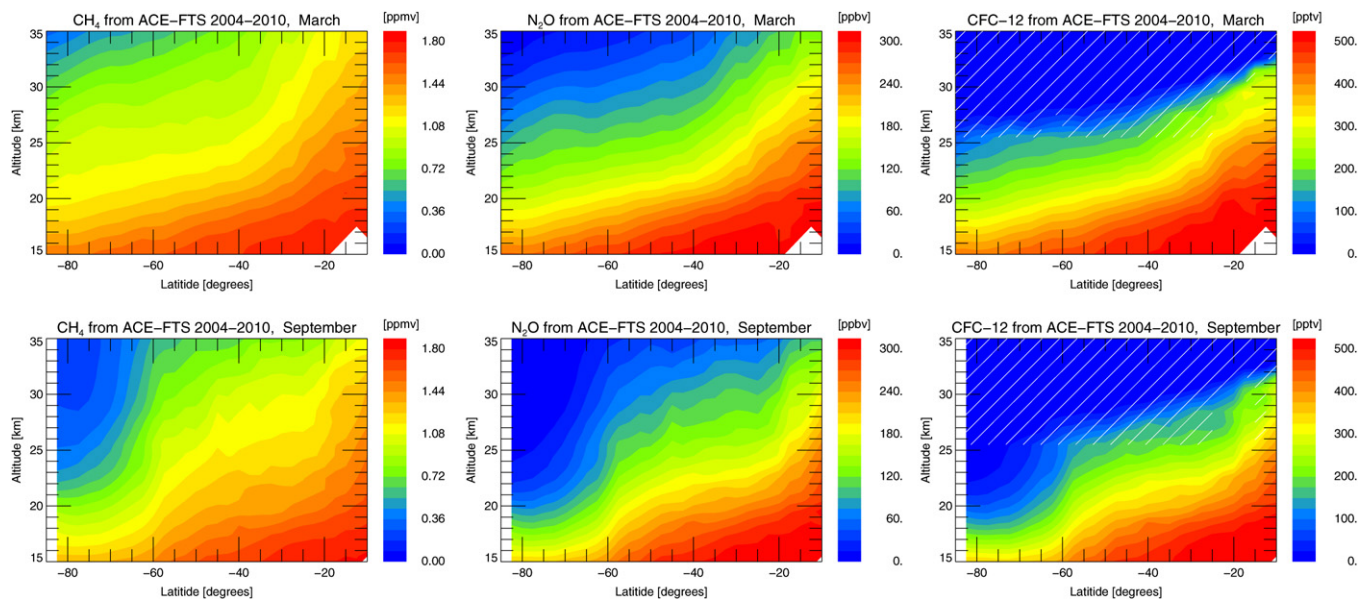 CH₄ from ACE−FTS 2004−2010, March [ppmv]
35
30
25
20
15
Altitude [km]
−80 −60 −40 −20
Latitide [degrees]
1.80
1.44
1.08
0.72
0.36
0.00
N₂O from ACE−FTS 2004−2010, March [ppbv]
35
30
25
20
15
Altitude [km]
−80 −60 −40 −20
Latitide [degrees]
300.
240.
180.
120.
60.
0.
CFC−12 from ACE−FTS 2004−2010, March [pptv]
35
30
25
20
15
Altitude [km]
−80 −60 −40 −20
Latitide [degrees]
500.
400.
300.
200.
100.
0.
CH₄ from ACE−FTS 2004−2010, September [ppmv]
35
30
25
20
15
Altitude [km]
−80 −60 −40 −20
Latitide [degrees]
1.80
1.44
1.08
0.72
0.36
0.00
N₂O from ACE−FTS 2004−2010, September [ppbv]
35
30
25
20
15
Altitude [km]
−80 −60 −40 −20
Latitide [degrees]
300.
240.
180.
120.
60.
0.
CFC−12 from ACE−FTS 2004−2010, September [pptv]
35
30
25
20
15
Altitude [km]
−80 −60 −40 −20
Latitide [degrees]
500.
400.
300.
200.
100.
0.